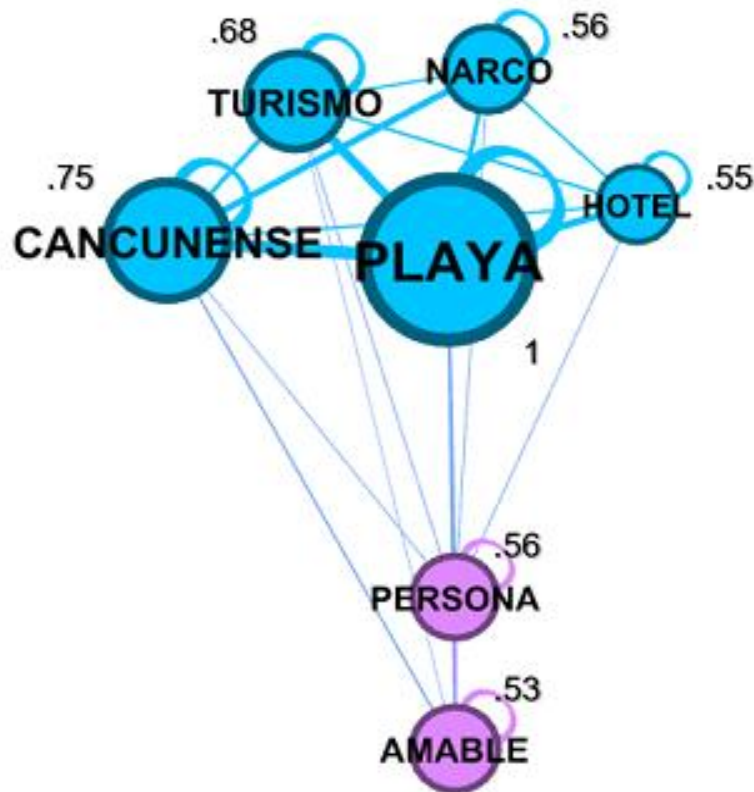 .68
.56
TURISMO
NARCO
.75
.55
HOTEL
CANCUNENSE
PLAYA
1
.56
PERSONA
.53
AMABLE